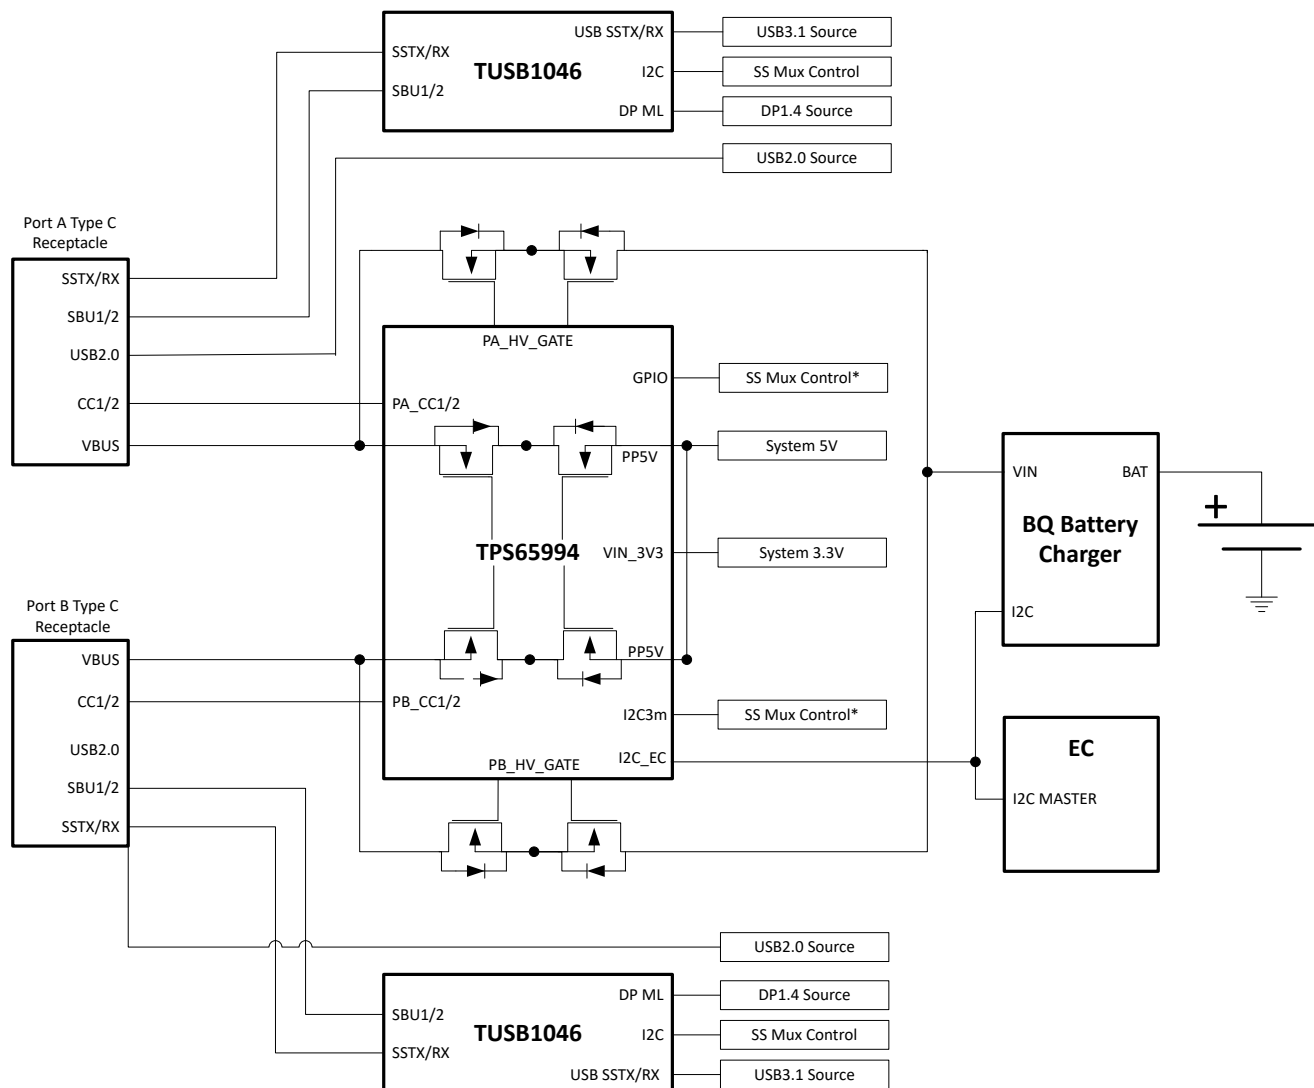 USB SSTX/RX
USB3.1 Source
SSTX/RX
TUSB1046
I2C
SS Mux Control
SBU1/2
DP ML
DP1.4 Source
USB2.0 Source
Port A Type C
Receptacle
SSTX/RX
SBU1/2
USB2.0
CC1/2
VBUS
PA_HV_GATE
GPIO
SS Mux Control*
PA_CC1/2
PP5V
System 5V
TPS65994
VIN_3V3
System 3.3V
PP5V
PB_CC1/2
I2C3m
SS Mux Control*
I2C_EC
PB_HV_GATE
VIN
BAT
BQ Battery
Charger
I2C
+
EC
I2C MASTER
Port B Type C
Receptacle
VBUS
CC1/2
USB2.0
SBU1/2
SSTX/RX
USB2.0 Source
DP ML
DP1.4 Source
SBU1/2
TUSB1046
I2C
SS Mux Control
SSTX/RX
USB SSTX/RX
USB3.1 Source